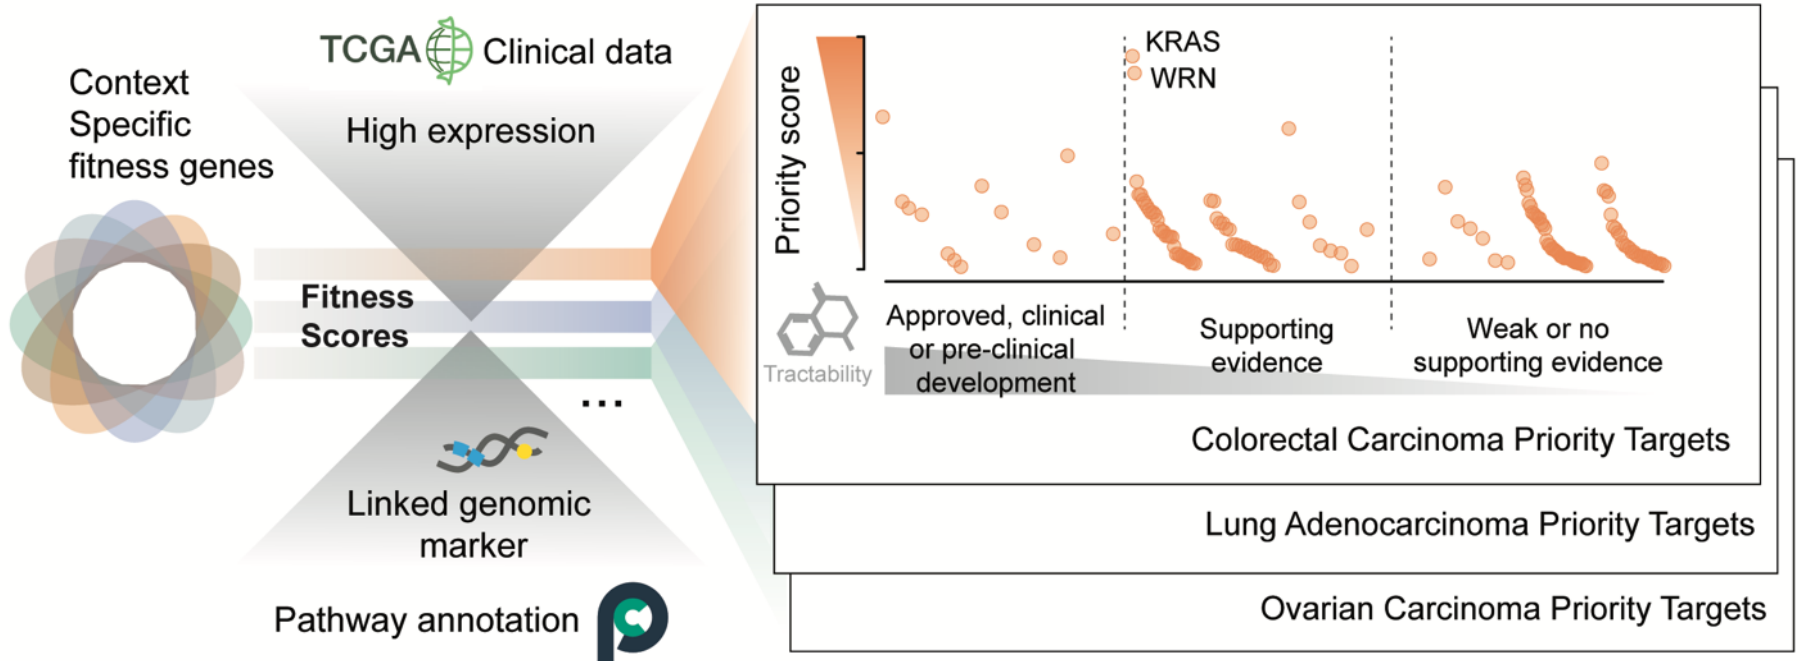 TCGA Clinical data
Context
Specific
fitness genes
High expression
Fitness
Scores
...
Linked genomic
marker
Pathway annotation
Priority score
KRAS
WRN
Tractability
Approved, clinical
or pre-clinical
development
Supporting
evidence
Weak or no
supporting evidence
Colorectal Carcinoma Priority Targets
Lung Adenocarcinoma Priority Targets
Ovarian Carcinoma Priority Targets